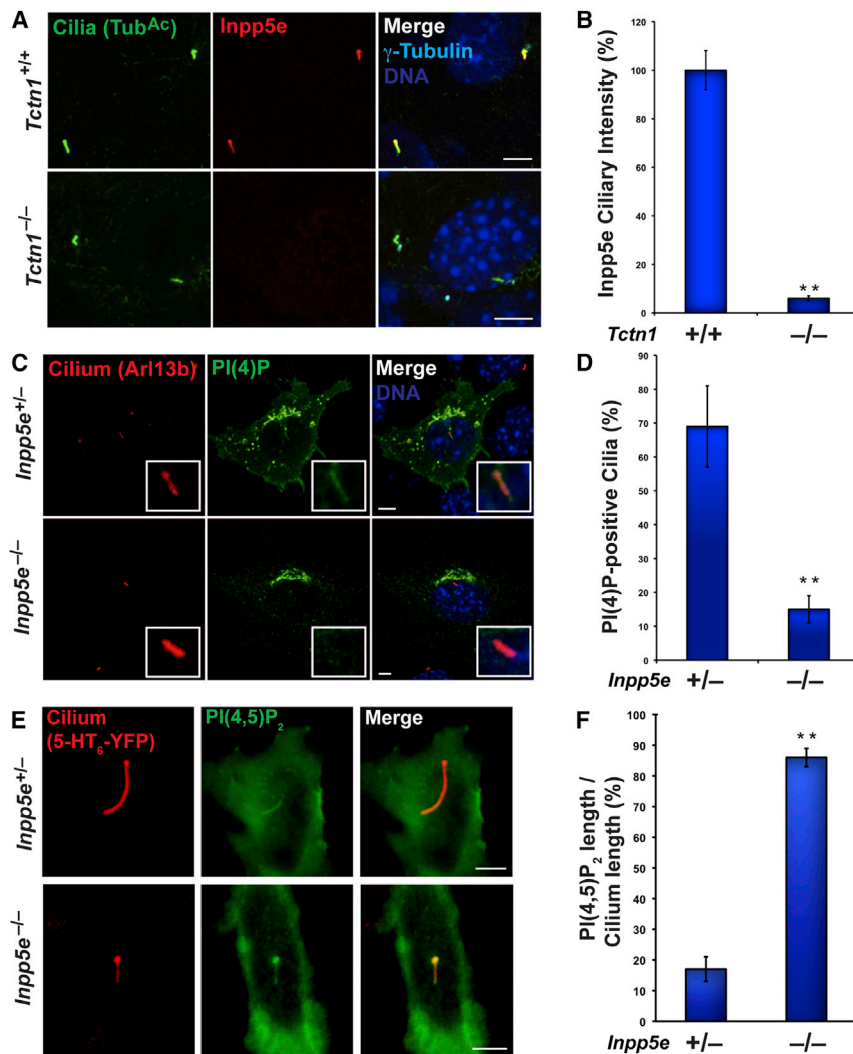 A
Cilia (TubAc)
Inpp5e
Merge
γ-Tubulin
DNA
Tctn1+/+
Tctn1−/−
B
Inpp5e Ciliary Intensity (%)
120
100
80
60
40
20
0
**
Tctn1 +/+ −/−
C
Cilium (Arl13b)
PI(4)P
Merge
DNA
Inpp5e+/−
Inpp5e−/−
D
PI(4)P-positive Cilia (%)
90
80
70
60
50
40
30
20
10
0
**
Inpp5e +/− −/−
E
Cilium
(5-HT6-YFP)
PI(4,5)P2
Merge
Inpp5e+/−
Inpp5e−/−
F
PI(4,5)P2 length /
Cilium length (%)
100
90
80
70
60
50
40
30
20
10
0
**
Inpp5e +/− −/−